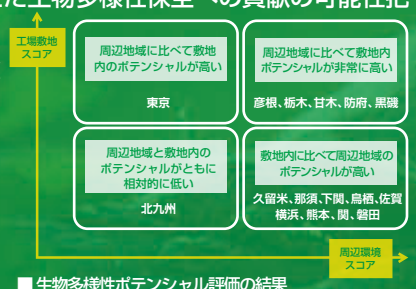 た生物多様性保全への貢献の可能性把
工場敷地
スコア
周辺地域に比べて敷地
内のポテンシャルが高い
東京
周辺地域に比べて敷地内
ポテンシャルが非常に高い
彦根、栃木、甘木、防府、黒磯
周辺地域と敷地内の
ポテンシャルがともに
相対的に低い
北九州
敷地内に比べて周辺地域の
ポテンシャルが高い
久留米、那須、下関、鳥栖、佐賀
横浜、熊本、関、磐田
周辺環境
スコア
■ 生物多様性ポテンシャル評価の結果